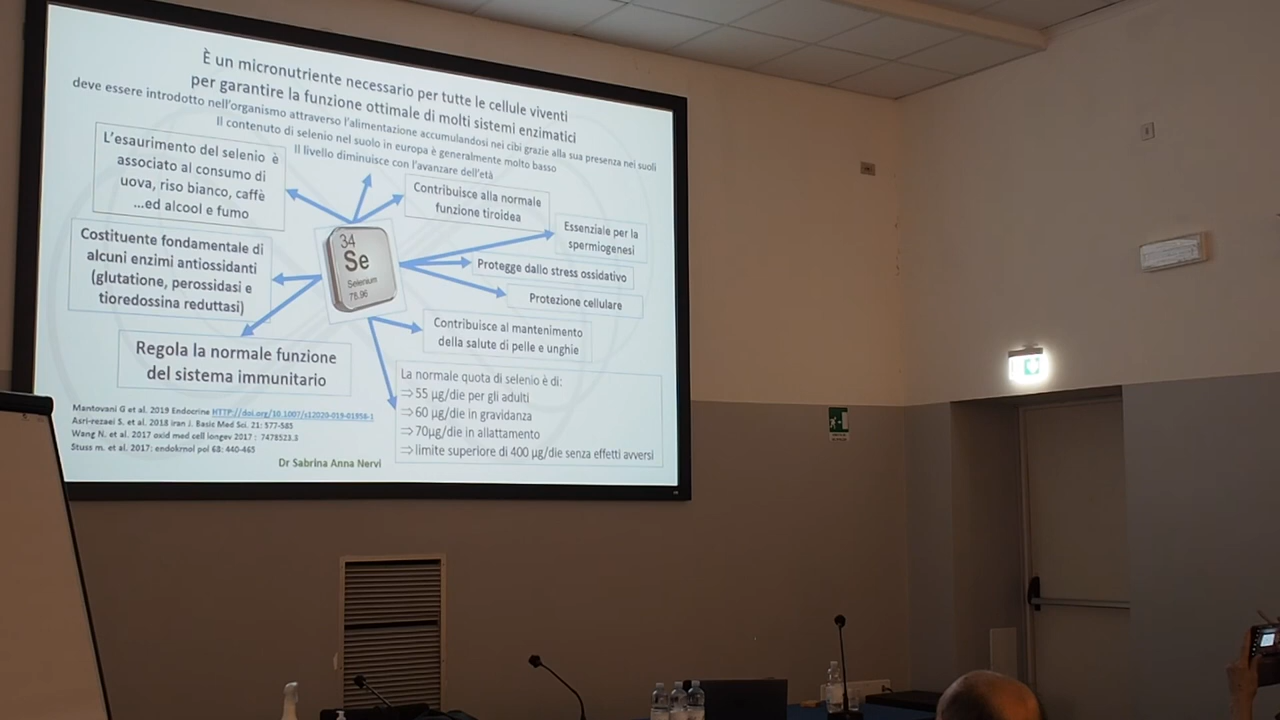 È un micronutriente necessario per tutte le cellule viventi
per garantire la funzione ottimale di molti sistemi enzimatici
deve essere introdotto nell'organismo attraverso l'alimentazione accumulandosi nei cibi grazie alla sua presenza nei suoli
Il contenuto di selenio nel suolo in europa è generalmente molto basso
Il livello diminuisce con l'avanzare dell'età
L'esaurimento del selenio è
associato al consumo di
uova, riso bianco, caffè
...ed alcool e fumo
Contribuisce alla normale
funzione tiroidea
Essenziale per la
spermiogenesi
Costituente fondamentale di
alcuni enzimi antiossidanti
(glutatione, perossidasi e
tioredossina reduttasi)
34
Se
Selenium
78.96
Protegge dallo stress ossidativo
Protezione cellulare
Contribuisce al mantenimento
della salute di pelle e unghie
Regola la normale funzione
del sistema immunitario
La normale quota di selenio è di:
⇒55 µg/die per gli adulti
⇒60 µg/die in gravidanza
⇒70µg/die in allattamento
⇒limite superiore di 400 µg/die senza effetti avversi
Mantovani G et al. 2019 Endocrine HTTP://doi.org/10.1007/s12020-019-01958-1
Asri-rezaei S. et al. 2018 iran J. Basic Med Sci. 21: 577-585
Wang N. et al. 2017 oxid med cell longev 2017 : 7478523.3
Stuss m. et al. 2017: endokrnol pol 68: 440-465
Dr Sabrina Anna Nervi